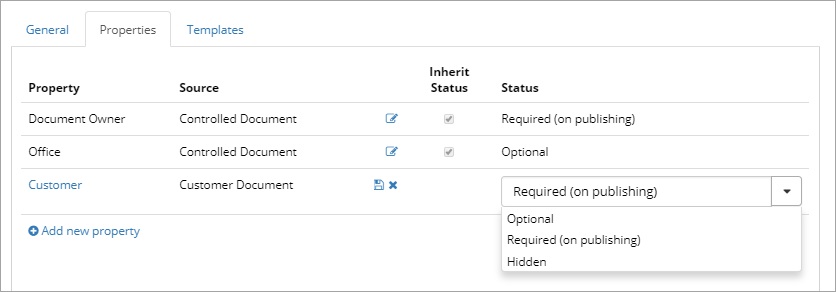 General Properties Templates
Property Source Inherit Status Status
Document Owner Controlled Document Required (on publishing)
Office Controlled Document Optional
Customer Customer Document Required (on publishing)
Optional
Required (on publishing)
Hidden
Add new property